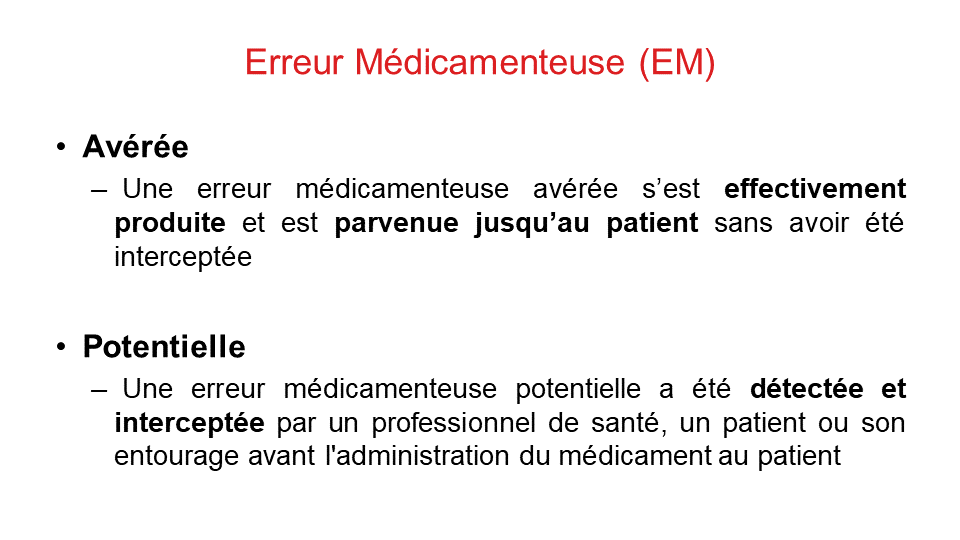 Erreur Médicamenteuse (EM)
• Avérée
– Une erreur médicamenteuse avérée s’est effectivement
produite et est parvenue jusqu’au patient sans avoir été
interceptée
• Potentielle
– Une erreur médicamenteuse potentielle a été détectée et
interceptée par un professionnel de santé, un patient ou son
entourage avant l'administration du médicament au patient